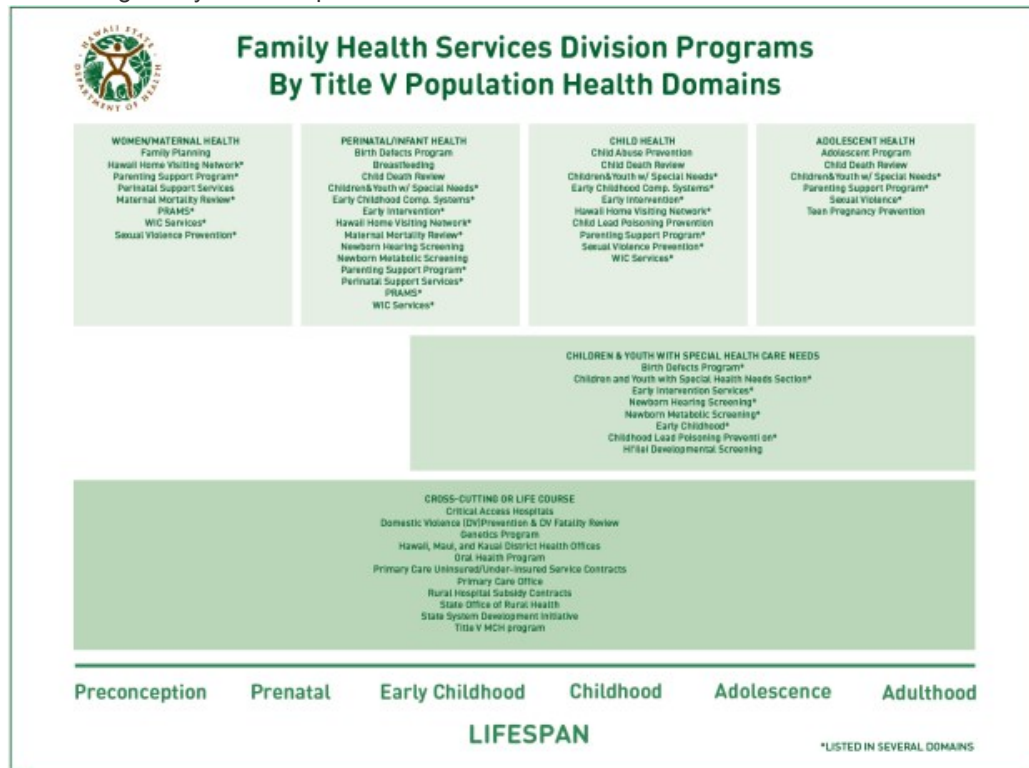 HAWAII STATE
DEPARTMENT OF HEALTH
Family Health Services Division Programs
By Title V Population Health Domains
WOMEN/MATERNAL HEALTH
Family Planning
Hawaii Home Visiting Network*
Parenting Support Program*
Perinatal Support Services
Maternal Mortality Review*
PRAMS*
WIC Services*
Sexual Violence Prevention*
PERINATAL/INFANT HEALTH
Birth Defects Program
Breastfeeding
Child Death Review
Children&Youth w/ Special Needs*
Early Childhood Comp. Systems*
Early Intervention*
Hawaii Home Visiting Network*
Maternal Mortality Review*
Newborn Hearing Screening
Newborn Metabolic Screening
Parenting Support Program*
Perinatal Support Services*
PRAMS*
WIC Services*
CHILD HEALTH
Child Abuse Prevention
Child Death Review
Children&Youth w/ Special Needs*
Early Childhood Comp. Systems*
Early Intervention*
Hawaii Home Visiting Network*
Child Lead Poisoning Prevention
Parenting Support Program*
Sexual Violence Prevention*
WIC Services*
ADOLESCENT HEALTH
Adolescent Program
Child Death Review
Children&Youth w/ Special Needs*
Parenting Support Program*
Sexual Violence*
Teen Pregnancy Prevention
CHILDREN & YOUTH WITH SPECIAL HEALTH CARE NEEDS
Birth Defects Program*
Children and Youth with Special Health Needs Section*
Early Intervention Services*
Newborn Hearing Screening*
Newborn Metabolic Screening*
Early Childhood*
Childhood Lead Poisoning Preventi on*
Hi'ilei Developmental Screening
CROSS-CUTTING OR LIFE COURSE
Critical Access Hospitals
Domestic Violence (DV)Prevention & DV Fatality Review
Genetics Program
Hawaii, Maui, and Kauai District Health Offices
Oral Health Program
Primary Care Uninsured/Under-Insured Service Contracts
Primary Care Office
Rural Hospital Subsidy Contracts
State Office of Rural Health
State System Development Initiative
Title V MCH program
Preconception Prenatal Early Childhood Childhood Adolescence Adulthood
LIFESPAN
*LISTED IN SEVERAL DOMAINS